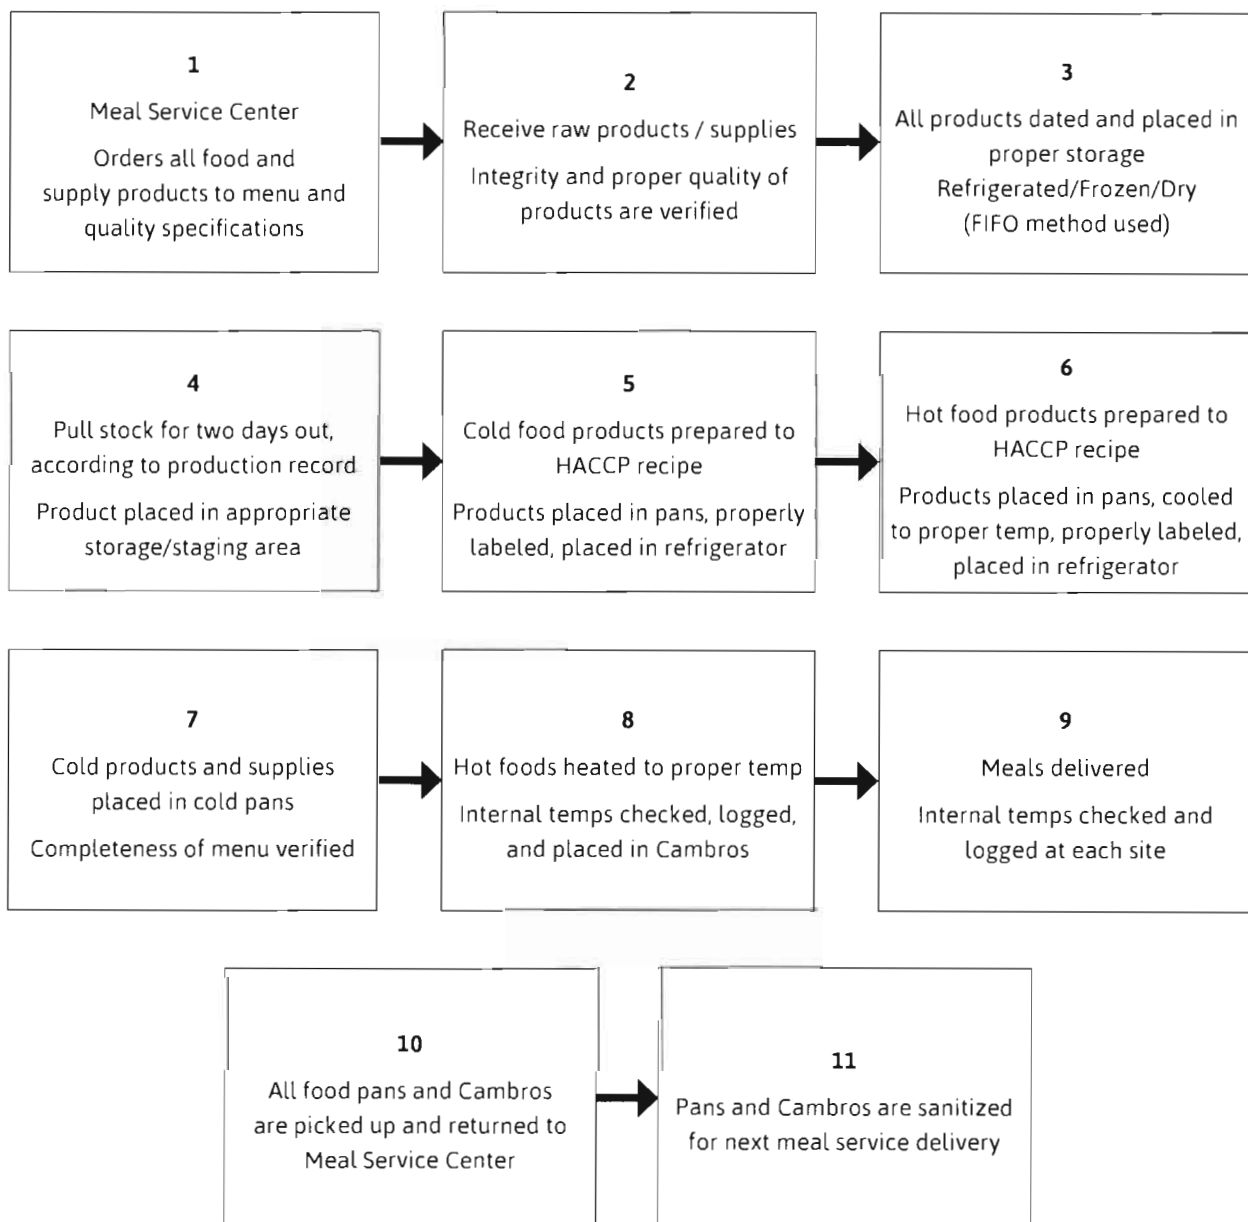 1
Meal Service Center
Orders all food and
supply products to menu and
quality specifications
2
Receive raw products / supplies
Integrity and proper quality of
products are verified
3
All products dated and placed in
proper storage
Refrigerated/Frozen/Dry
(FIFO method used)
4
Pull stock for two days out,
according to production record
Product placed in appropriate
storage/staging area
5
Cold food products prepared to
HACCP recipe
Products placed in pans, properly
labeled, placed in refrigerator
6
Hot food products prepared to
HACCP recipe
Products placed in pans, cooled
to proper temp, properly labeled,
placed in refrigerator
7
Cold products and supplies
placed in cold pans
Completeness of menu verified
8
Hot foods heated to proper temp
Internal temps checked, logged,
and placed in Cambros
9
Meals delivered
Internal temps checked and
logged at each site
10
All food pans and Cambros
are picked up and returned to
Meal Service Center
11
Pans and Cambros are sanitized
for next meal service delivery